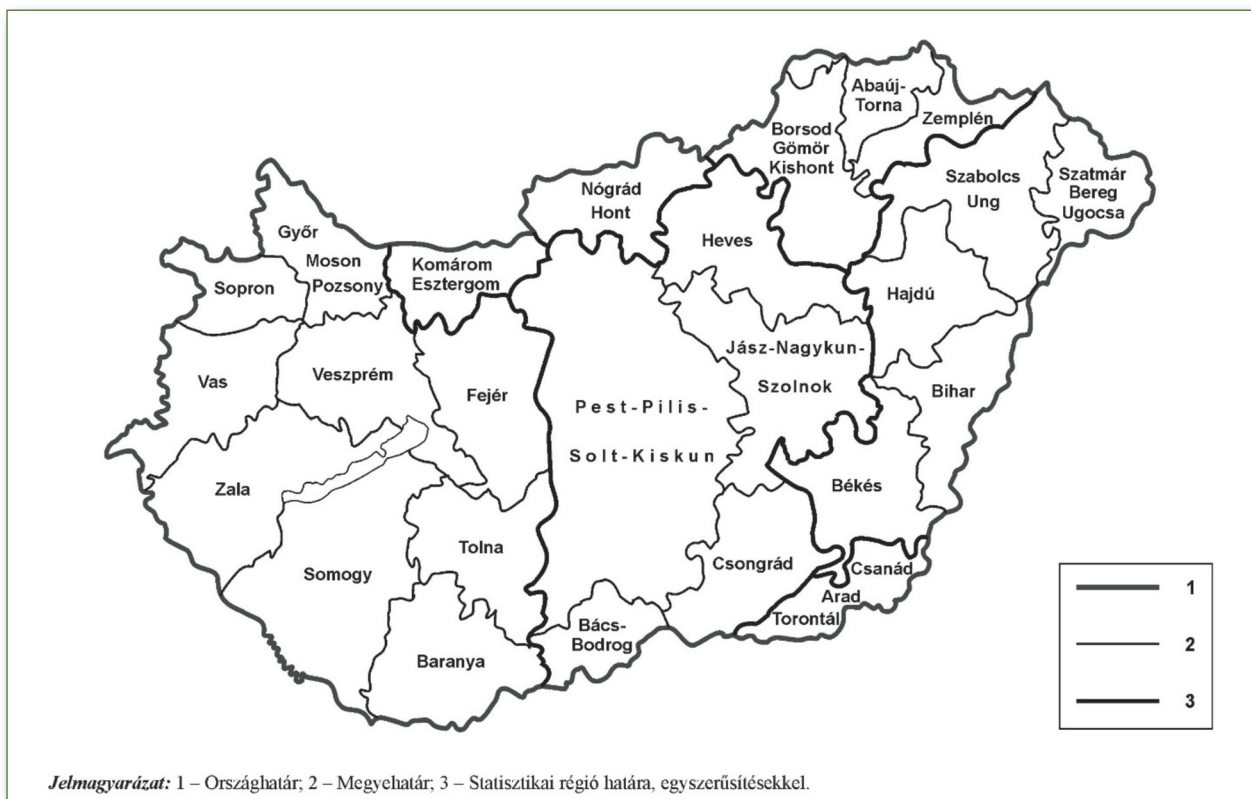 Abaúj-
Torna
Zemplén
Borsod
Gömör
Kishont
Szabolcs
Ung
Szatmár
Bereg
Ugocsa
Nógrád
Hont
Heves
Győr
Moson
Pozsony
Komárom
Esztergom
Sopron
Hajdú
Jász-Nagykun-
Szolnok
Vas
Veszprém
Fejér
Bihar
Pest-Pilis-
Solt-Kiskun
Zala
Békés
Tolna
Somogy
Csongrád
Csanád
Arad
Torontál
Bács-
Bodrog
Baranya
1
2
3
Jelmagyarázat: 1 – Országhatár; 2 – Megyehatár; 3 – Statisztikai régió határa, egyszerűsítésekkel.